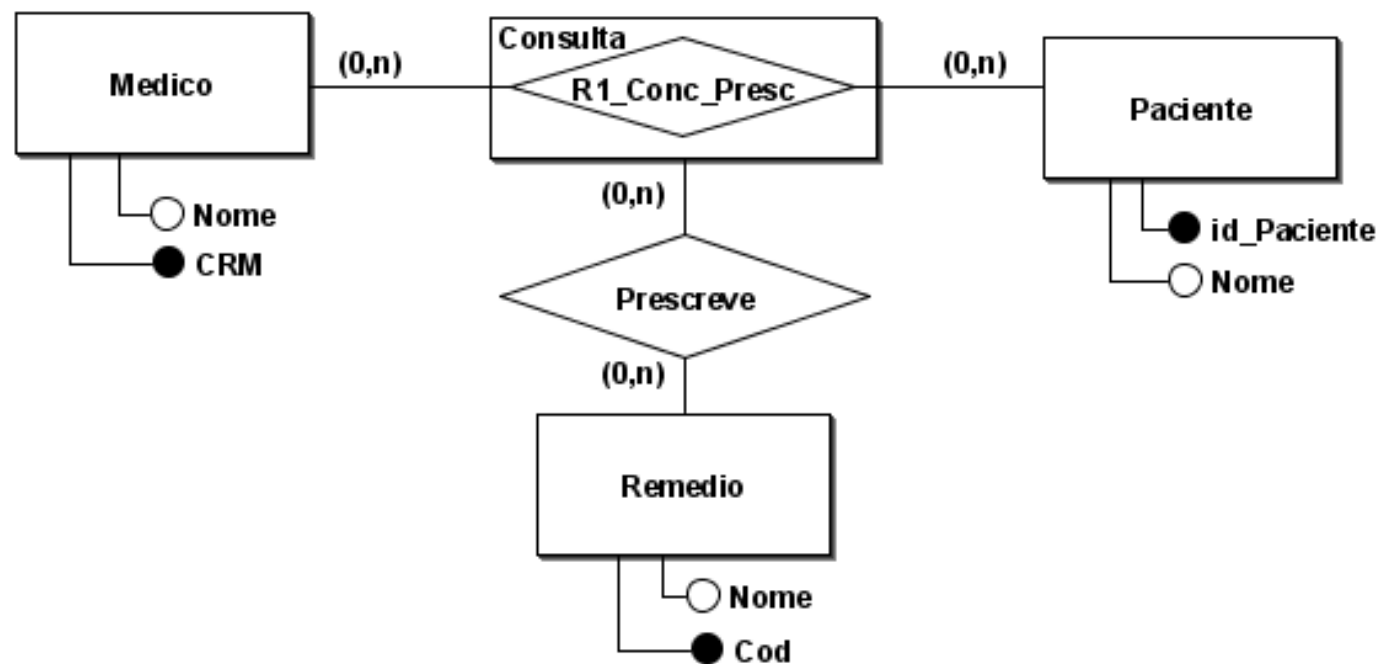 Medico
(0,n)
Consulta
R1_Conc_Presc
(0,n)
Paciente
Nome
CRM
id_Paciente
Nome
(0,n)
Prescreve
(0,n)
Remedio
Nome
Cod